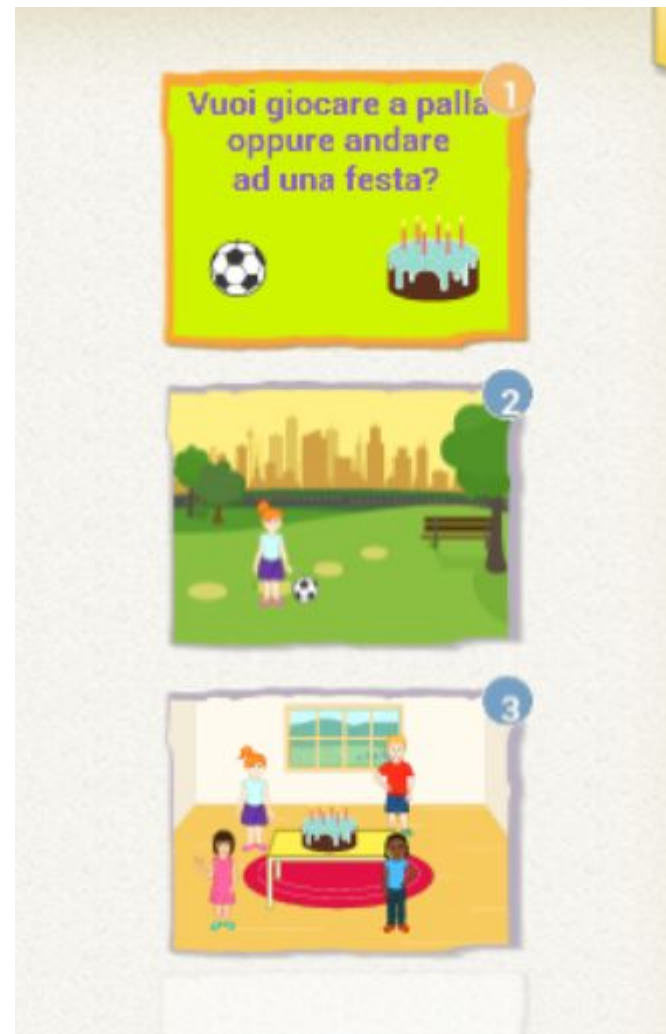 Vuoi giocare a palla
1
oppure andare
ad una festa?
2
3